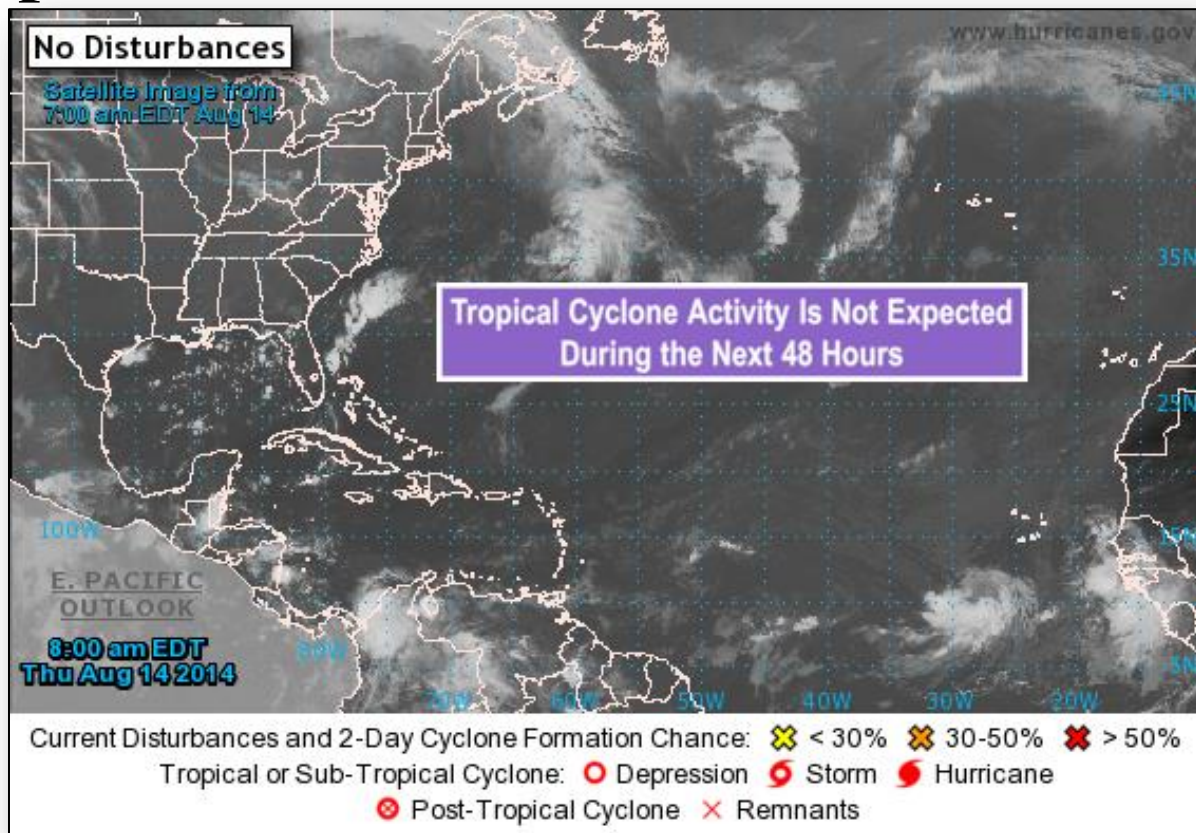 No Disturbances
www.hurricanes.gov
Satellite Image from
7:00 am EDT Aug 14
45N
35N
Tropical Cyclone Activity Is Not Expected
During the Next 48 Hours
25N
100W
15N
E. PACIFIC
OUTLOOK
8:00 am EDT
Thu Aug 14 2014
80W
5N
70W
60W
50W
40W
30W
20W
Current Disturbances and 2-Day Cyclone Formation Chance: < 30% 30-50% > 50%
Tropical or Sub-Tropical Cyclone: Depression Storm Hurricane
Post-Tropical Cyclone Remnants